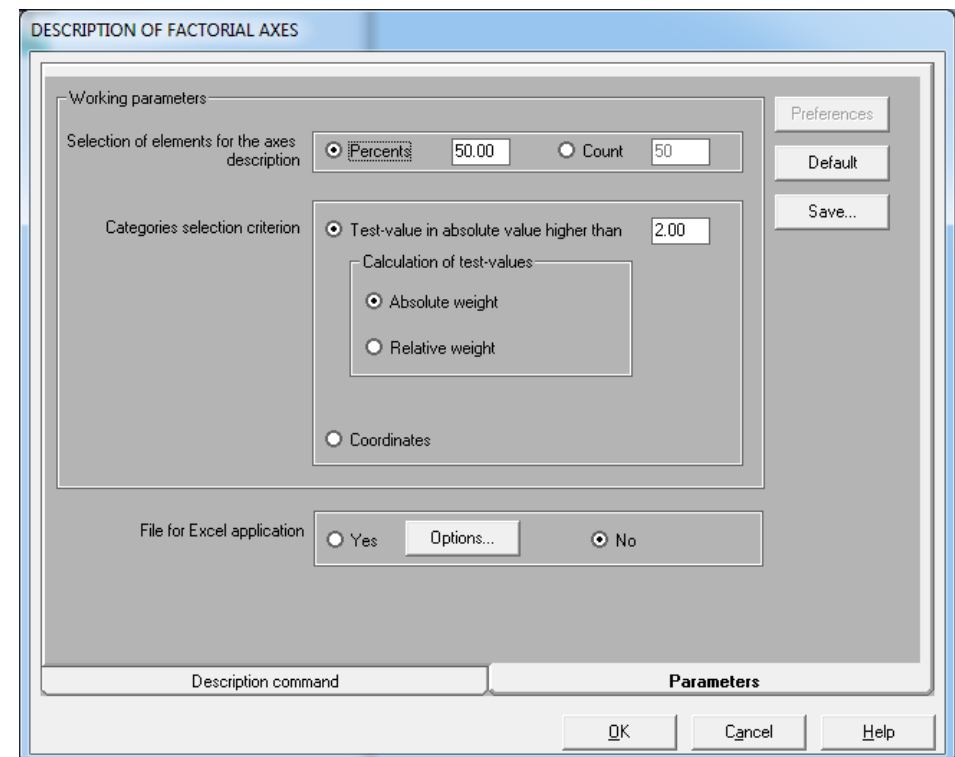 DESCRIPTION OF FACTORIAL AXES
Working parameters
Preferences
Selection of elements for the axes
description
Percents 50.00 Count 50
Default
Save...
Categories selection criterion
Test-value in absolute value higher than 2.00
Calculation of test-values
Absolute weight
Relative weight
Coordinates
File for Excel application
Yes Options... No
Description command Parameters
OK Cancel Help